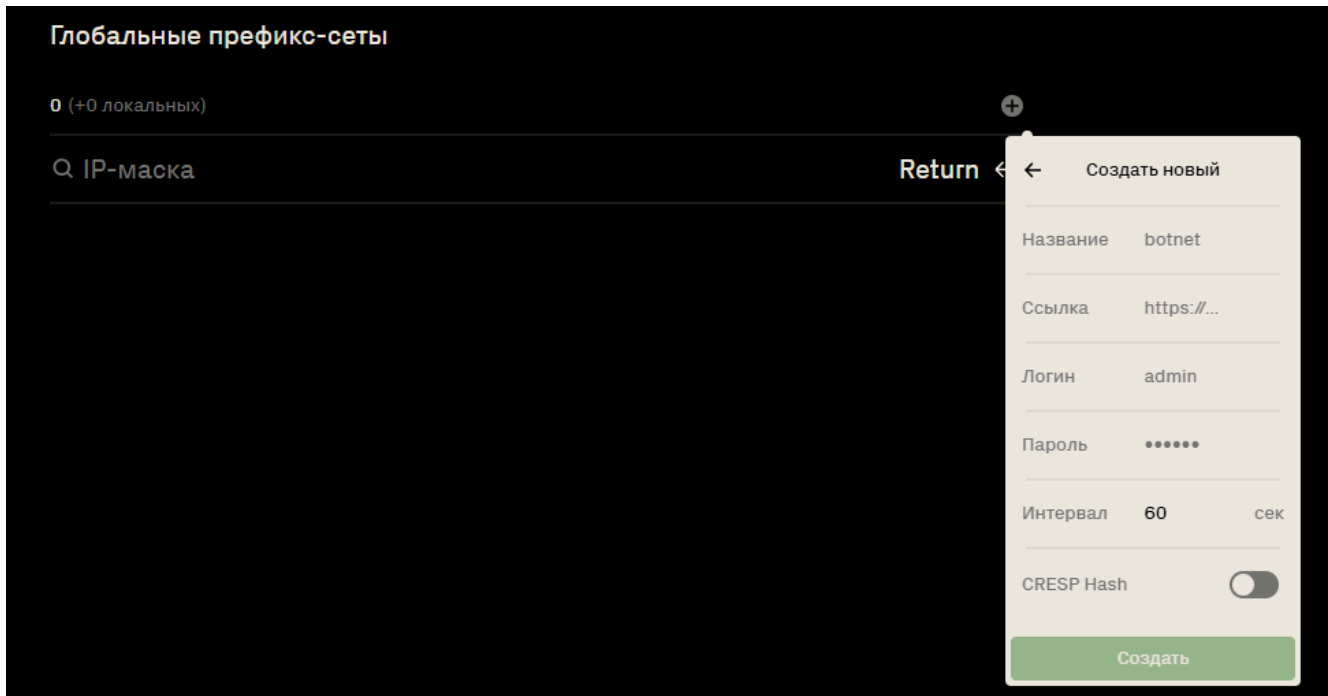 Глобальные префикс-сеты
0 (+0 локальных)
IP-маска Return
Создать новый
Название botnet
Ссылка https://...
Логин admin
Пароль ••••••
Интервал 60 сек
CRESP Hash
Создать